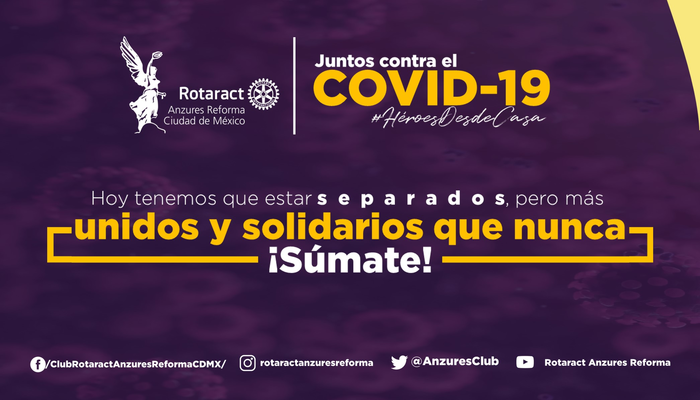 Rotaract
Anzures Reforma
Ciudad de México
Juntos contra el
COVID-19
#HéroesDesdeCasa
Hoy tenemos que estar separados, pero más
unidos y solidarios que nunca
¡Súmate!
/ClubRotaractAnzuresReformaCDMX/
rotaractanzuresreforma
@AnzuresClub
Rotaract Anzures Reforma